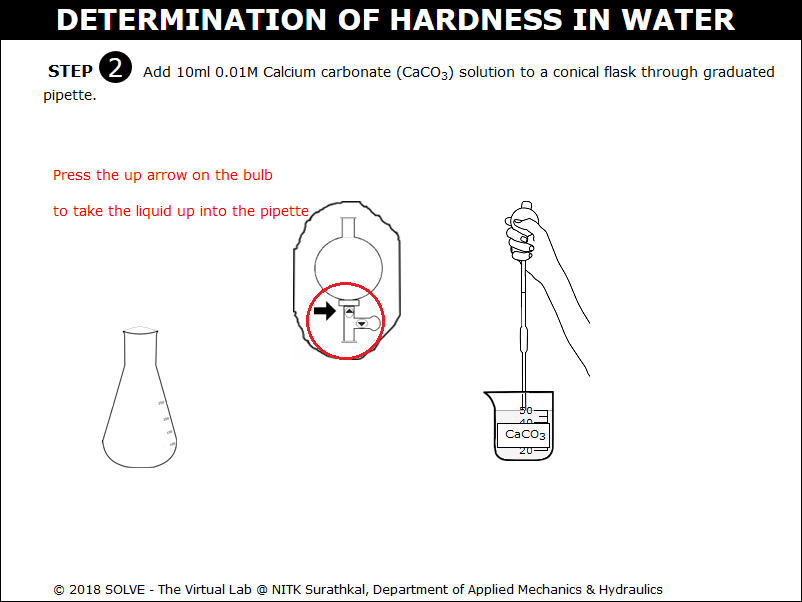 DETERMINATION OF HARDNESS IN WATER
STEP 2 Add 10ml 0.01M Calcium carbonate (CaCO₃) solution to a conical flask through graduated
pipette.
Press the up arrow on the bulb
to take the liquid up into the pipette
50
40
CaCO₃
20
© 2018 SOLVE - The Virtual Lab @ NITK Surathkal, Department of Applied Mechanics & Hydraulics